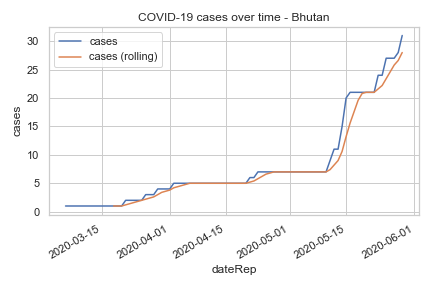 COVID-19 cases over time - Bhutan
cases
cases (rolling)
30
25
20
15
10
5
0
cases
2020-03-15
2020-04-01
2020-04-15
2020-05-01
2020-05-15
2020-06-01
dateRep